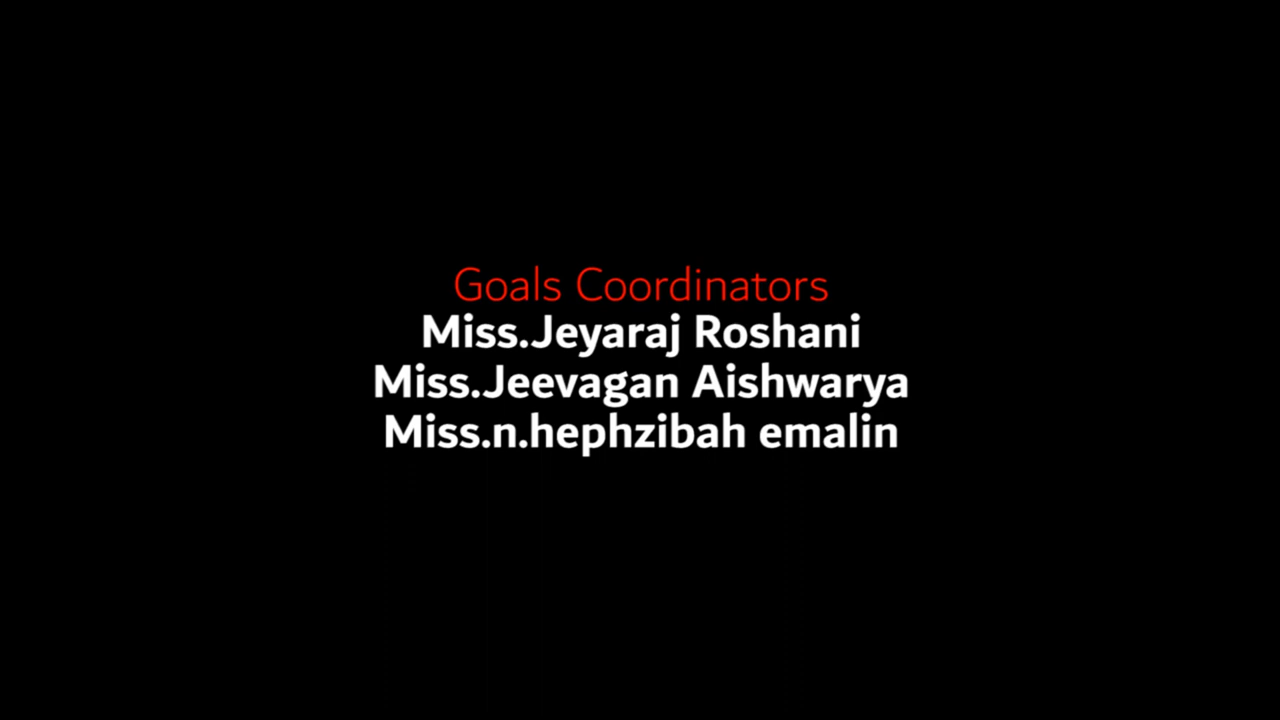 Goals Coordinators
Miss.Jeyaraj Roshani
Miss.Jeevagan Aishwarya
Miss.n.hephzibah emalin